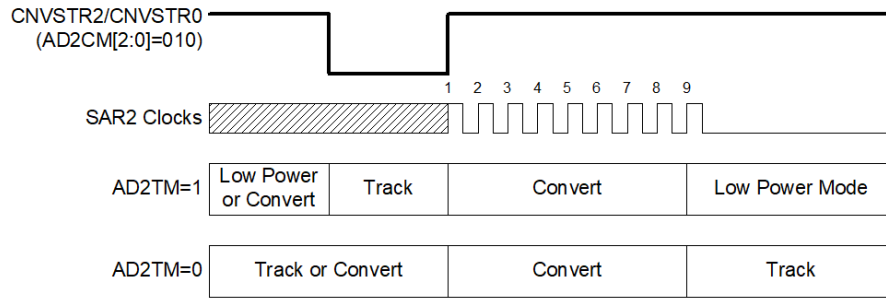 CNVSTR2/CNVSTR0
(AD2CM[2:0]=010)
1 2 3 4 5 6 7 8 9
SAR2 Clocks
AD2TM=1
Low Power
or Convert
Track
Convert
Low Power Mode
AD2TM=0
Track or Convert
Convert
Track